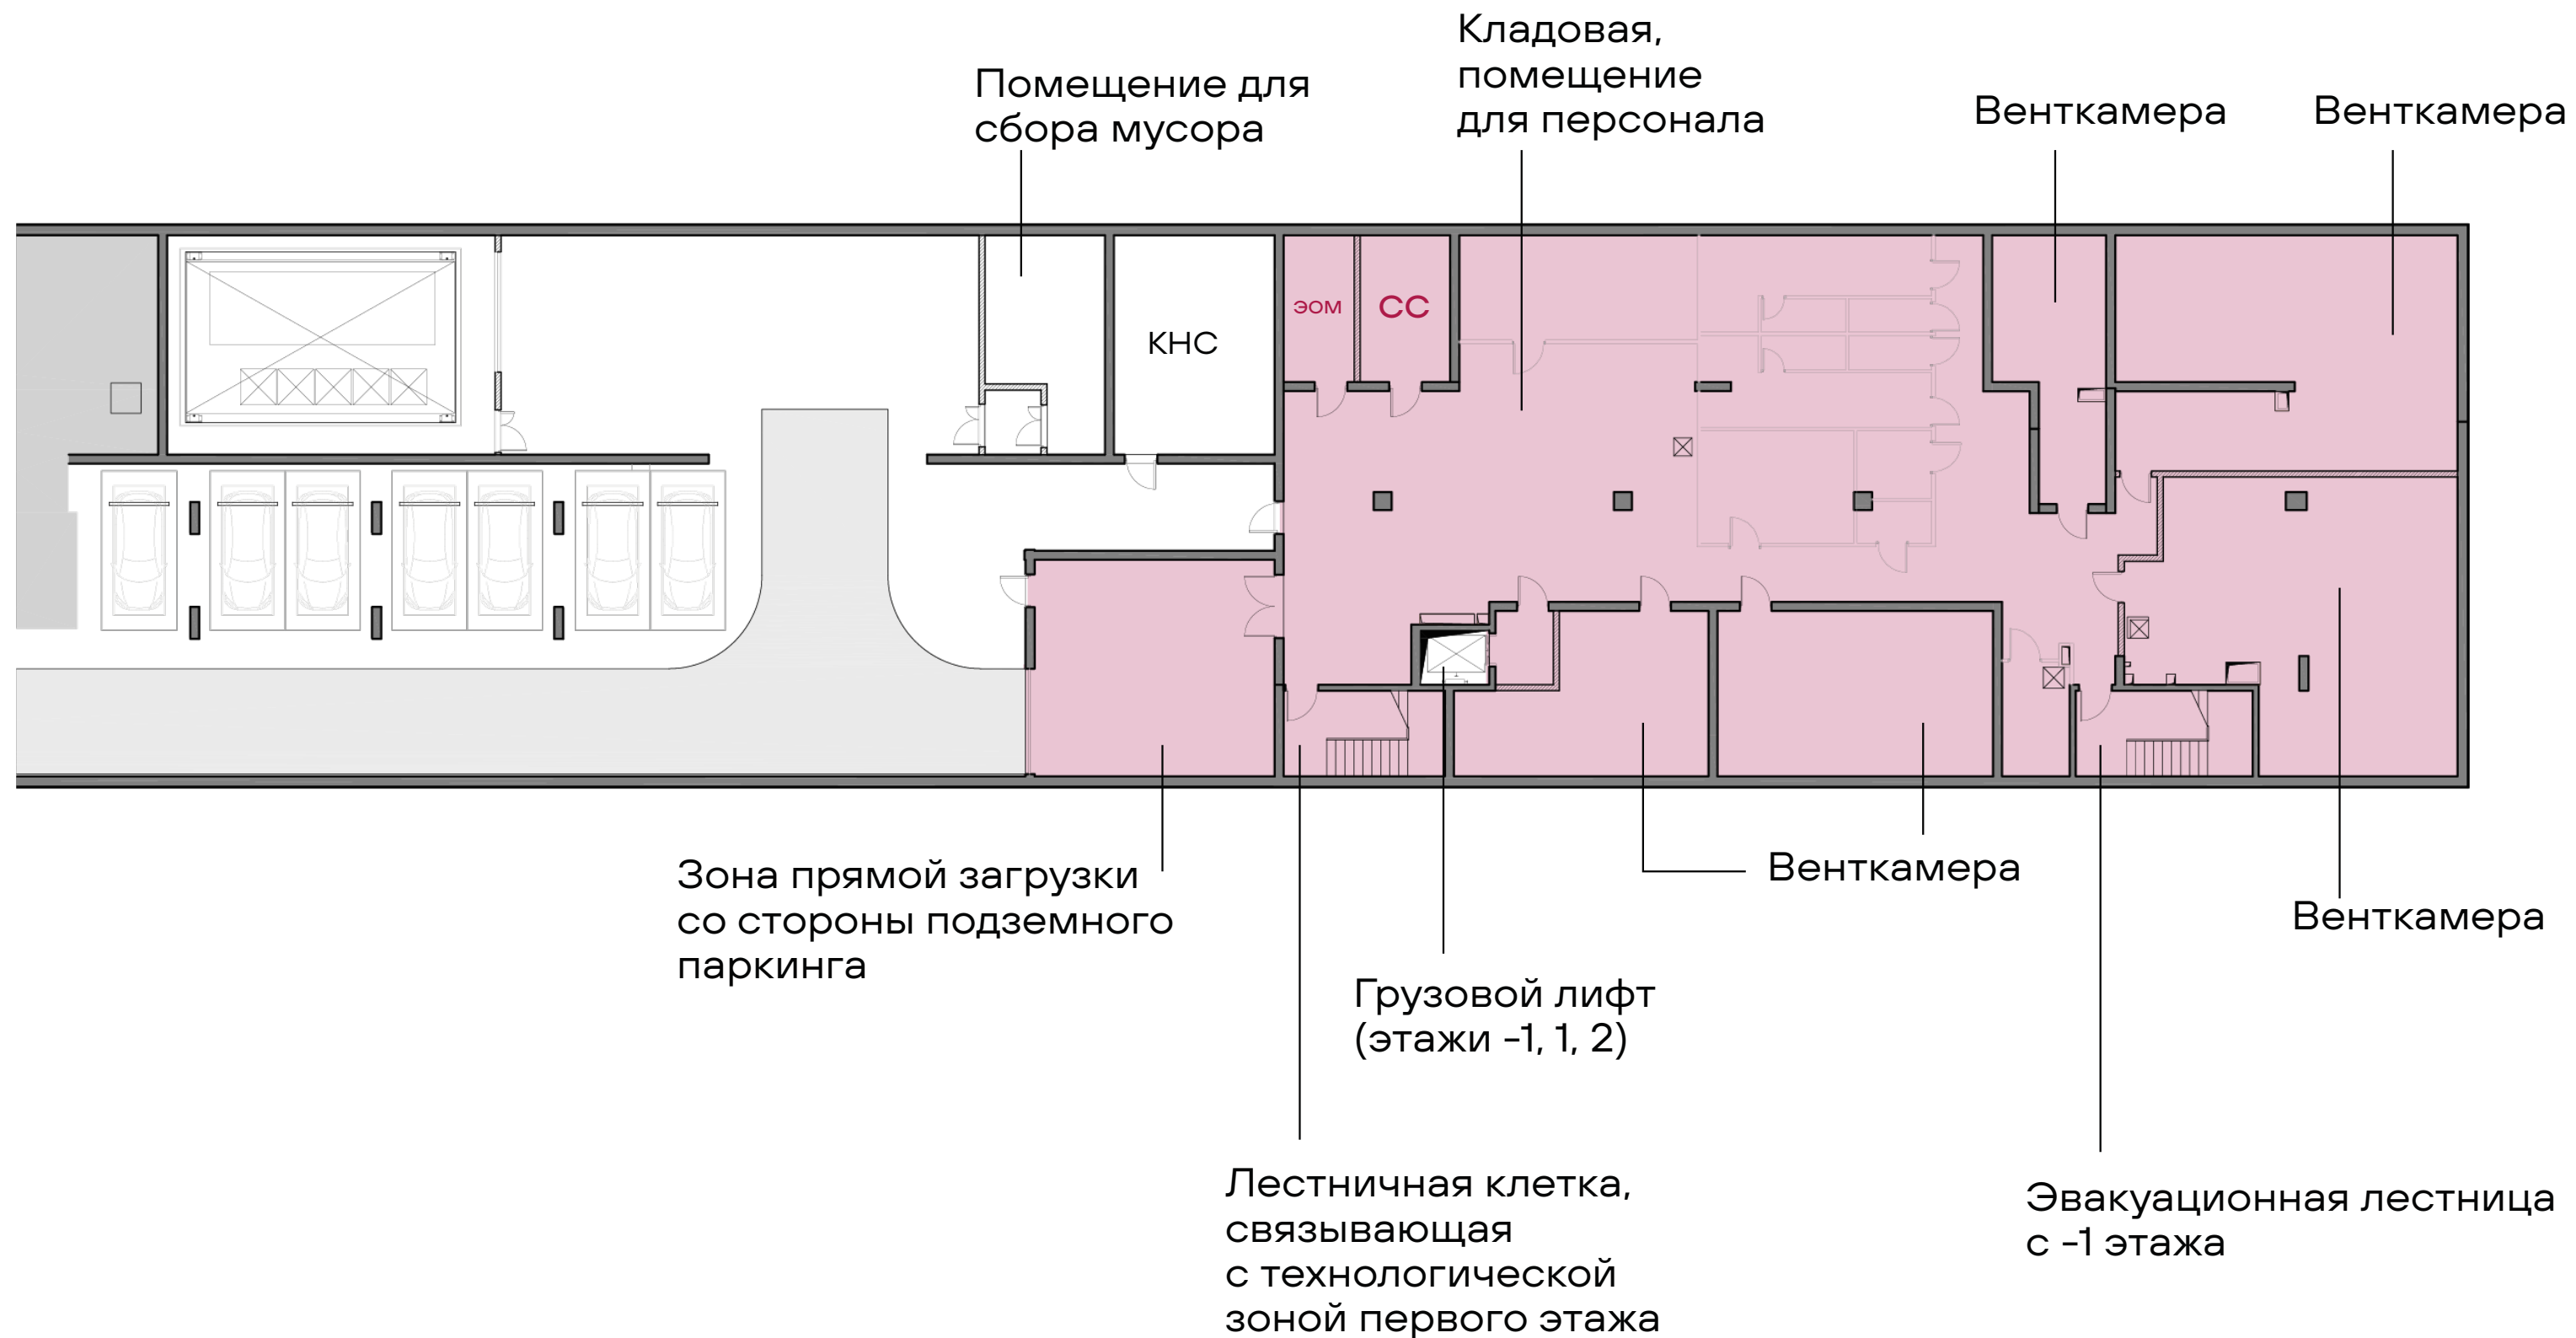 Кладовая,
помещение
для персонала
Помещение для
сбора мусора
Венткамера
Венткамера
ЭОМ
СС
КНС
Зона прямой загрузки
со стороны подземного
паркинга
Венткамера
Венткамера
Грузовой лифт
(этажи -1, 1, 2)
Лестничная клетка,
связывающая
с технологической
зоной первого этажа
Эвакуационная лестница
с -1 этажа